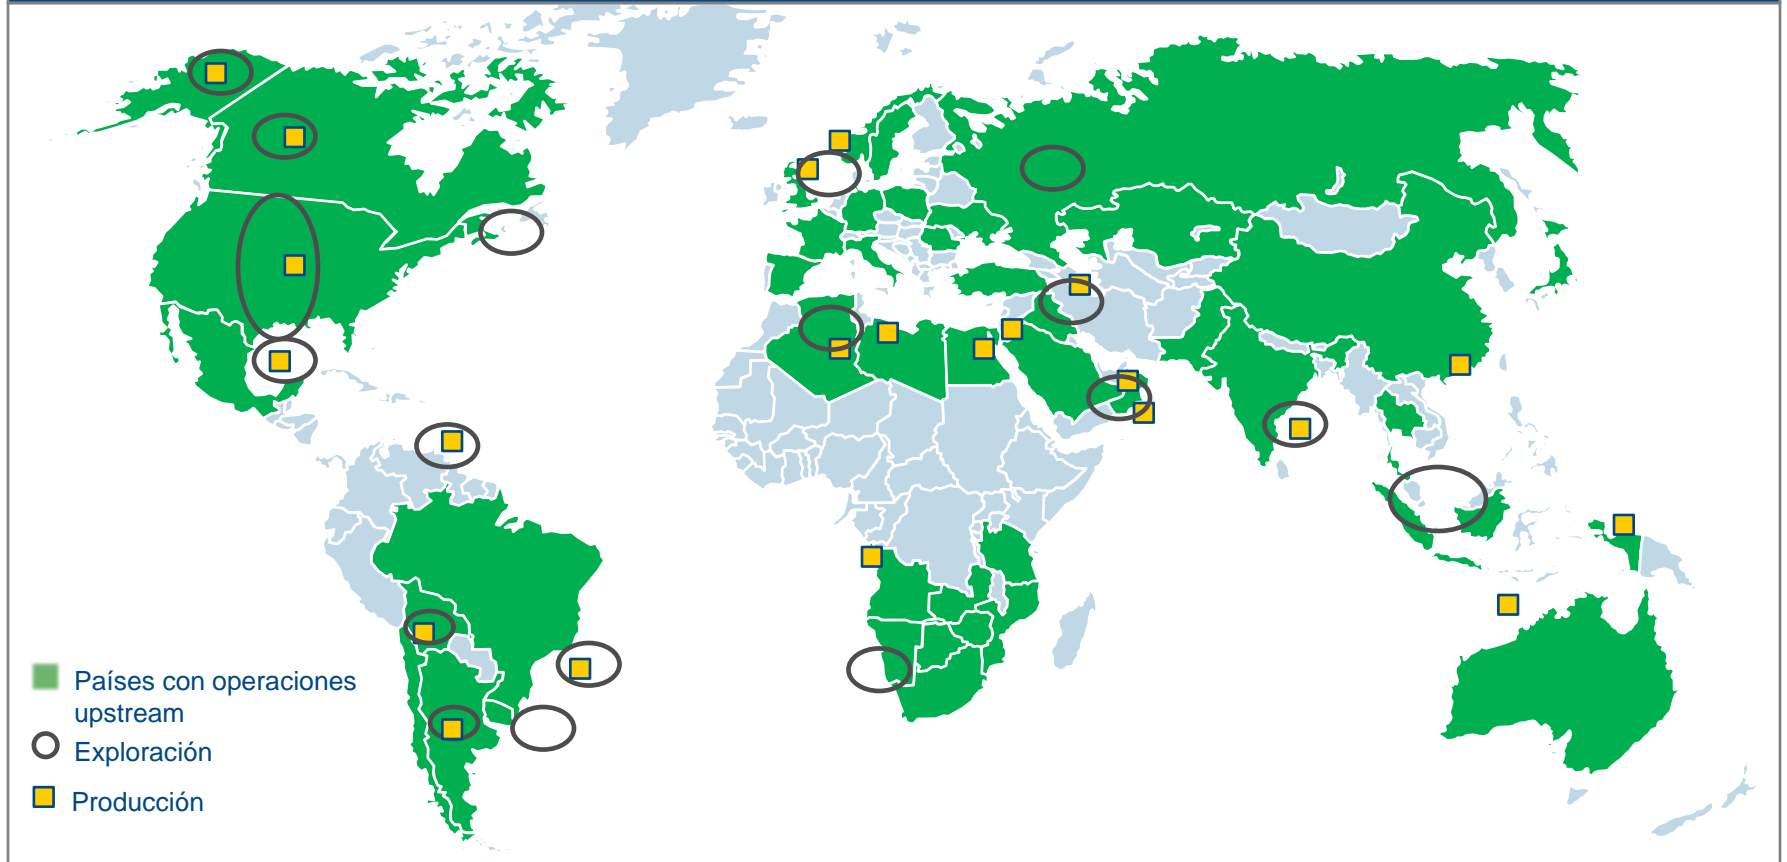 Países con operaciones
upstream
Exploración
Producción